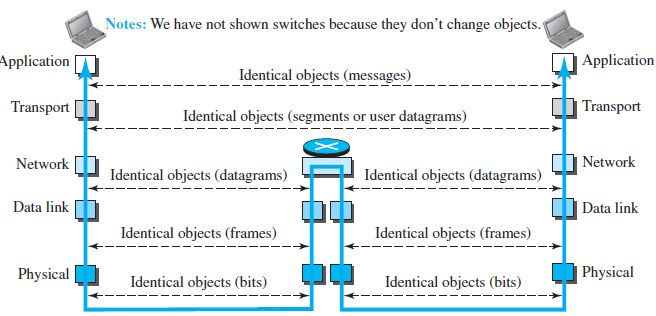 Notes: We have not shown switches because they don't change objects.
Application
Application
Identical objects (messages)
Transport
Transport
Identical objects (segments or user datagrams)
Network
Network
Identical objects (datagrams)
Identical objects (datagrams)
Data link
Data link
Identical objects (frames)
Identical objects (frames)
Physical
Physical
Identical objects (bits)
Identical objects (bits)